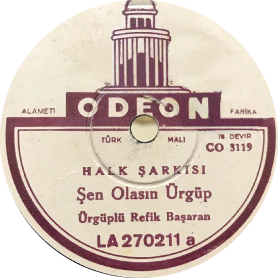 ODEON
ALAMETİ FARİKA
TÜRK MALI
78 DEVİR
CO 3119
HALK ŞARKISI
Şen Olasın Ürgüp
Ürgüplü Refik Başaran
LA 270211 a